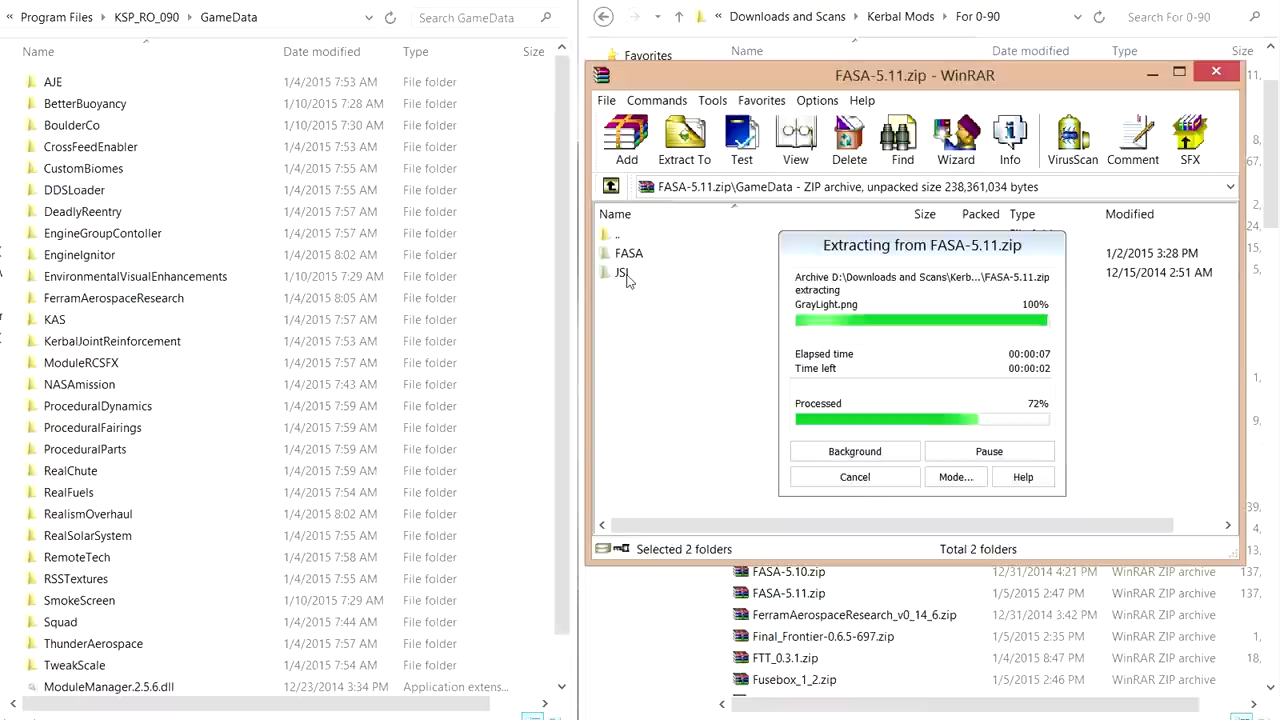 Program Files ▸ KSP_RO_090 ▸ GameData
Search GameData
Name Date modified Type Size
AJE 1/4/2015 7:53 AM File folder
BetterBuoyancy 1/10/2015 7:28 AM File folder
BoulderCo 1/10/2015 7:30 AM File folder
CrossFeedEnabler 1/4/2015 7:53 AM File folder
CustomBiomes 1/4/2015 7:55 AM File folder
DDSLoader 1/4/2015 7:55 AM File folder
DeadlyReentry 1/4/2015 7:57 AM File folder
EngineGroupContoller 1/4/2015 7:57 AM File folder
EngineIgnitor 1/4/2015 8:02 AM File folder
EnvironmentalVisualEnhancements 1/10/2015 7:29 AM File folder
FerramAerospaceResearch 1/4/2015 8:05 AM File folder
KAS 1/4/2015 7:57 AM File folder
KerbalJointReinforcement 1/4/2015 7:57 AM File folder
ModuleRCSFX 1/4/2015 7:57 AM File folder
NASAmission 1/4/2015 7:43 AM File folder
ProceduralDynamics 1/4/2015 7:59 AM File folder
ProceduralFairings 1/4/2015 7:59 AM File folder
ProceduralParts 1/4/2015 7:59 AM File folder
RealChute 1/4/2015 7:57 AM File folder
RealFuels 1/4/2015 7:54 AM File folder
RealismOverhaul 1/4/2015 8:02 AM File folder
RealSolarSystem 1/4/2015 7:55 AM File folder
RemoteTech 1/4/2015 7:58 AM File folder
RSSTextures 1/4/2015 7:55 AM File folder
SmokeScreen 1/10/2015 7:29 AM File folder
Squad 1/4/2015 7:44 AM File folder
ThunderAerospace 1/4/2015 7:57 AM File folder
TweakScale 1/4/2015 7:54 AM File folder
ModuleManager.2.5.6.dll 12/23/2014 3:34 PM Application extens...
Downloads and Scans ▸ Kerbal Mods ▸ For 0-90
Search For 0-90
Favorites
Name Date modified Type Size
FASA-5.11.zip - WinRAR
File Commands Tools Favorites Options Help
Add Extract To Test View Delete Find Wizard Info VirusScan Comment SFX
FASA-5.11.zip\GameData - ZIP archive, unpacked size 238,361,034 bytes
Name Size Packed Type Modified
..
FASA 1/2/2015 3:28 PM
JSI 12/15/2014 2:51 AM
Extracting from FASA-5.11.zip
Archive D:\Downloads and Scans\Kerb...\FASA-5.11.zip
extracting
GrayLight.png 100%
Elapsed time 00:00:07
Time left 00:00:02
Processed 72%
Background Pause
Cancel Mode... Help
Selected 2 folders Total 2 folders
FASA-5.10.zip 12/31/2014 4:21 PM WinRAR ZIP archive 137,
FASA-5.11.zip 1/5/2015 2:47 PM WinRAR ZIP archive 137,
FerramAerospaceResearch_v0_14_6.zip 12/31/2014 3:42 PM WinRAR ZIP archive
Final_Frontier-0.6.5-697.zip 1/5/2015 2:35 PM WinRAR ZIP archive 1,
FTT_0.3.1.zip 1/4/2015 8:47 PM WinRAR ZIP archive 18,
Fusebox_1_2.zip 1/5/2015 2:46 PM WinRAR ZIP archive